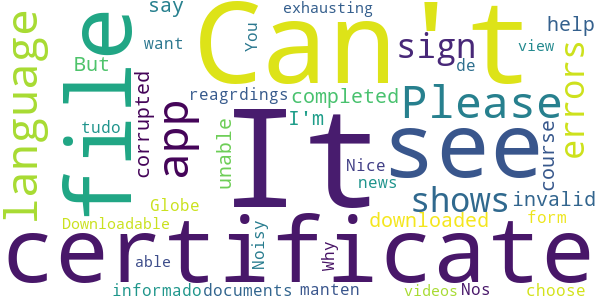 say
exhausting
Can't
But
want
You
sign
view
help
language
file
de
errors
corrupted
app
reagrdings
completed
Please
tudo
I'm
It
see
unable
course
Nice
news
shows
invalid
Globe
Downloadable
downloaded
form
certificate
Noisy
Why
able
informado
documents
manten
videos
Nos
choose